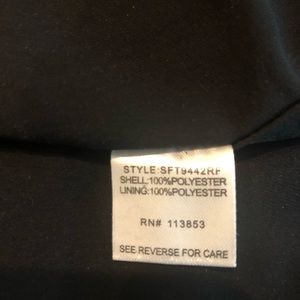 STYLE:SFT9442RF
SHELL:100%POLYESTER
LINING:100%POLYESTER
RN# 113853
SEE REVERSE FOR CARE